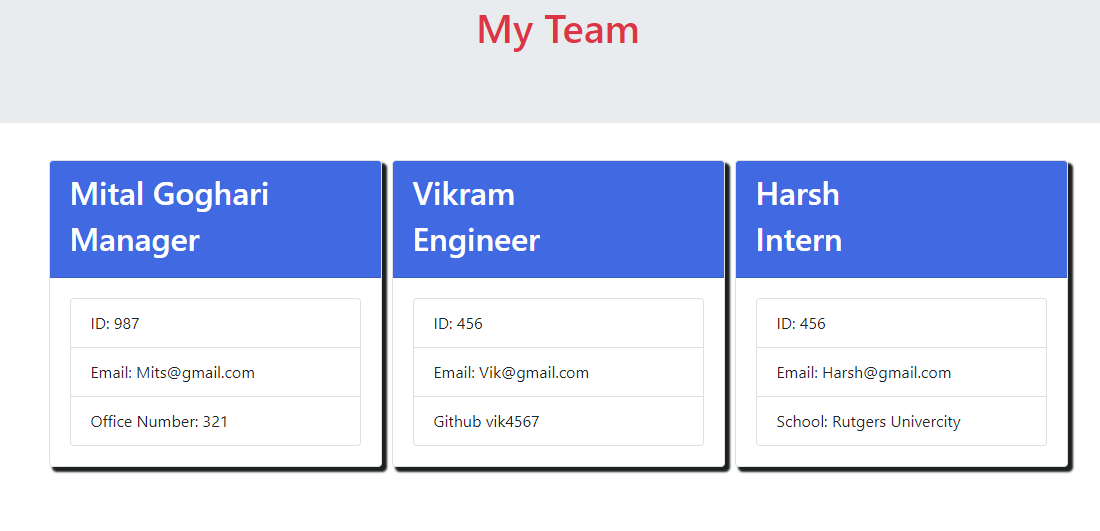 My Team
Mital Goghari
Manager
ID: 987
Email: Mits@gmail.com
Office Number: 321
Vikram
Engineer
ID: 456
Email: Vik@gmail.com
Github vik4567
Harsh
Intern
ID: 456
Email: Harsh@gmail.com
School: Rutgers Univercity